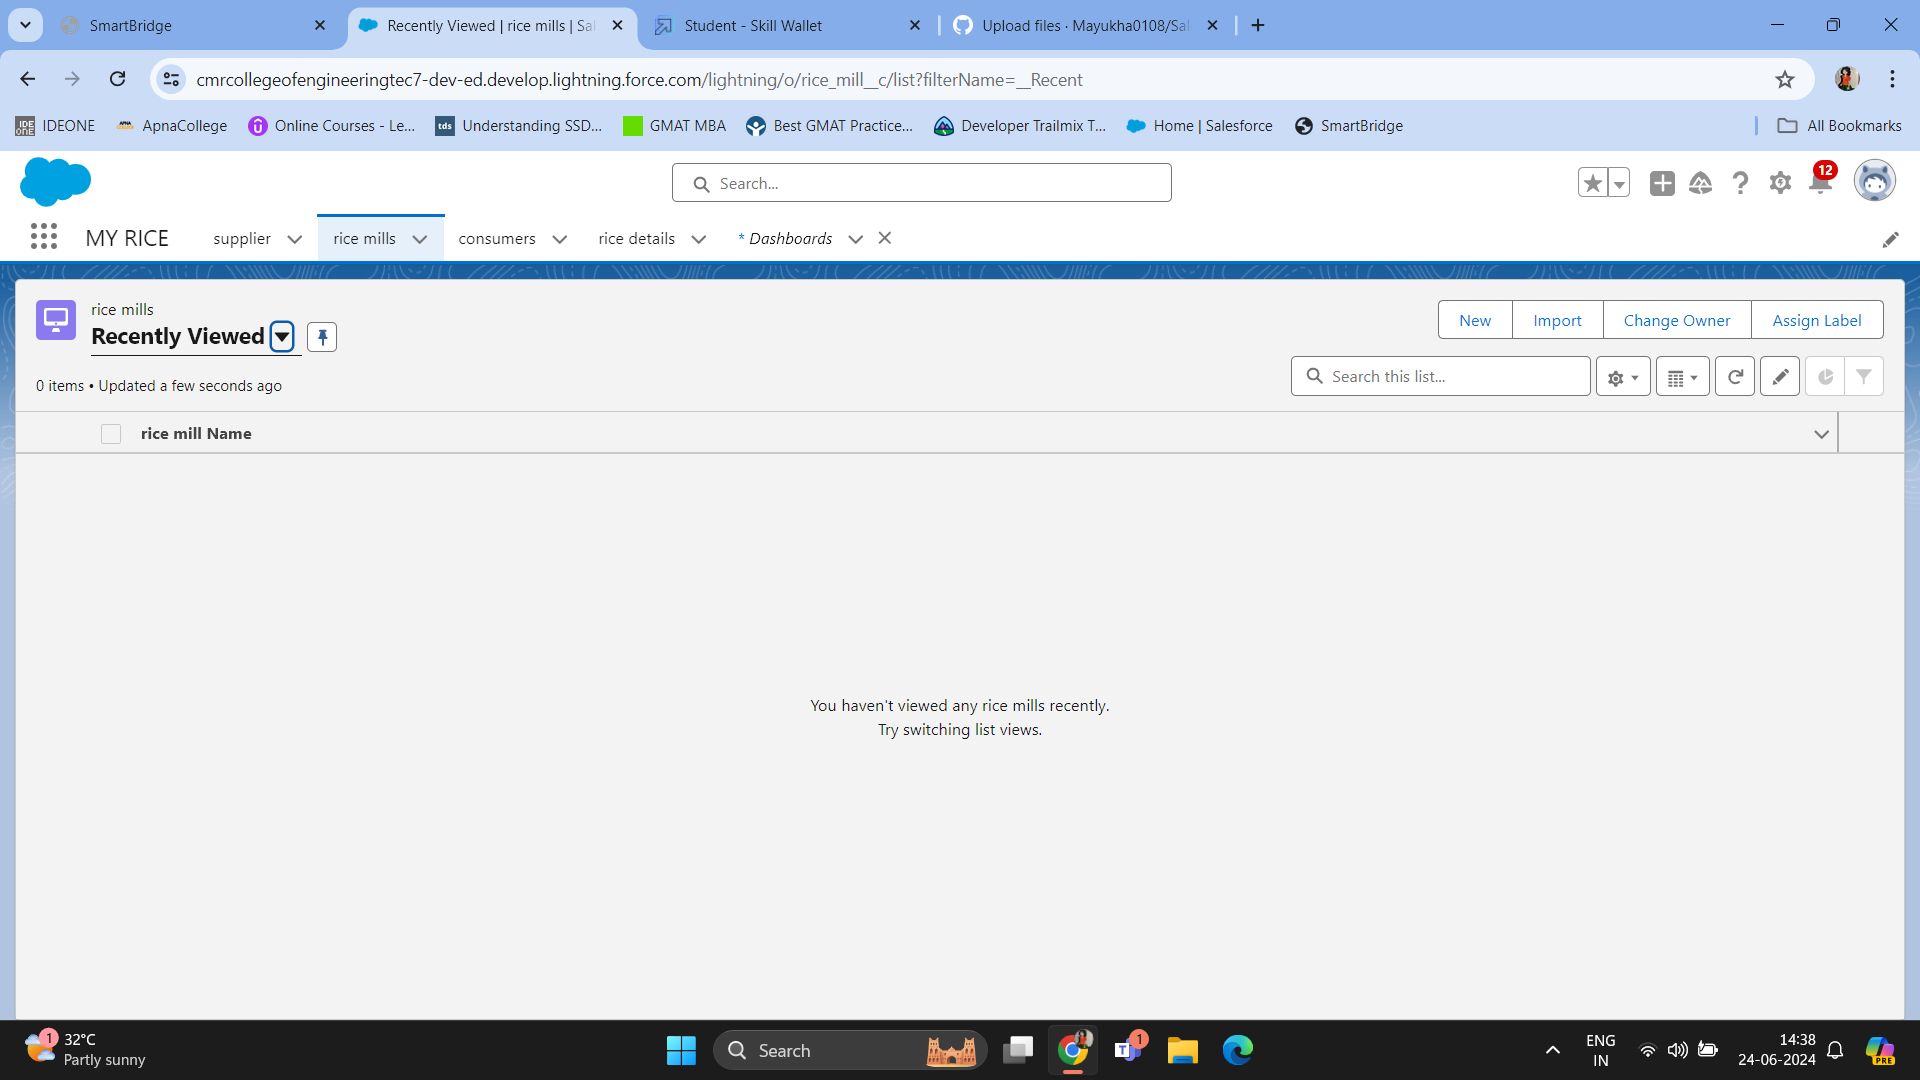 SmartBridge
Recently Viewed | rice mills | Sal
Student - Skill Wallet
Upload files · Mayukha0108/Sal
cmrcollegeofengineeringtec7-dev-ed.develop.lightning.force.com/lightning/o/rice_mill__c/list?filterName=__Recent
IDEONE
ApnaCollege
Online Courses - Le...
tds
Understanding SSD...
GMAT MBA
Best GMAT Practice...
Developer Trailmix T...
Home | Salesforce
SmartBridge
All Bookmarks
Search...
12
MY RICE
supplier
rice mills
consumers
rice details
* Dashboards
rice mills
Recently Viewed
New
Import
Change Owner
Assign Label
0 items • Updated a few seconds ago
Search this list...
rice mill Name
You haven't viewed any rice mills recently.
Try switching list views.
1
32°C
Partly sunny
Search
1
ENG
IN
14:38
24-06-2024
PRE